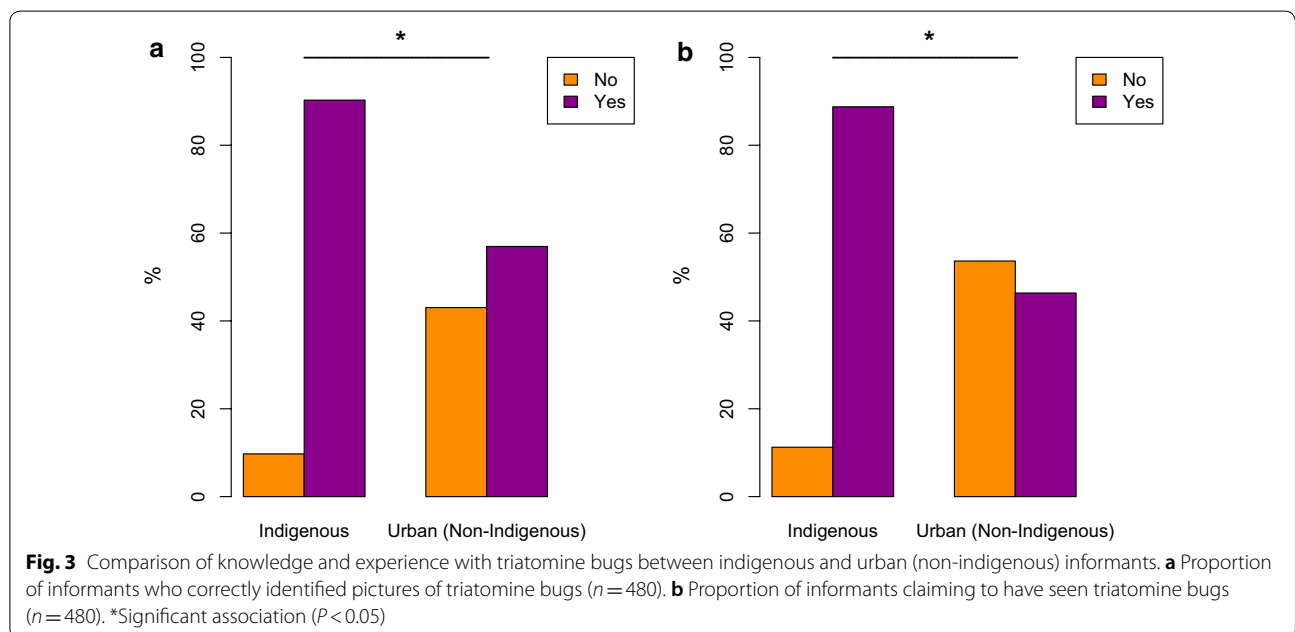 a
*
100
80
60
40
20
0
%
No
Yes
Indigenous
Urban (Non-Indigenous)
b
*
100
80
60
40
20
0
%
No
Yes
Indigenous
Urban (Non-Indigenous)
Fig. 3 Comparison of knowledge and experience with triatomine bugs between indigenous and urban (non-indigenous) informants. a Proportion
of informants who correctly identified pictures of triatomine bugs (n = 480). b Proportion of informants claiming to have seen triatomine bugs
(n = 480). *Significant association (P < 0.05)